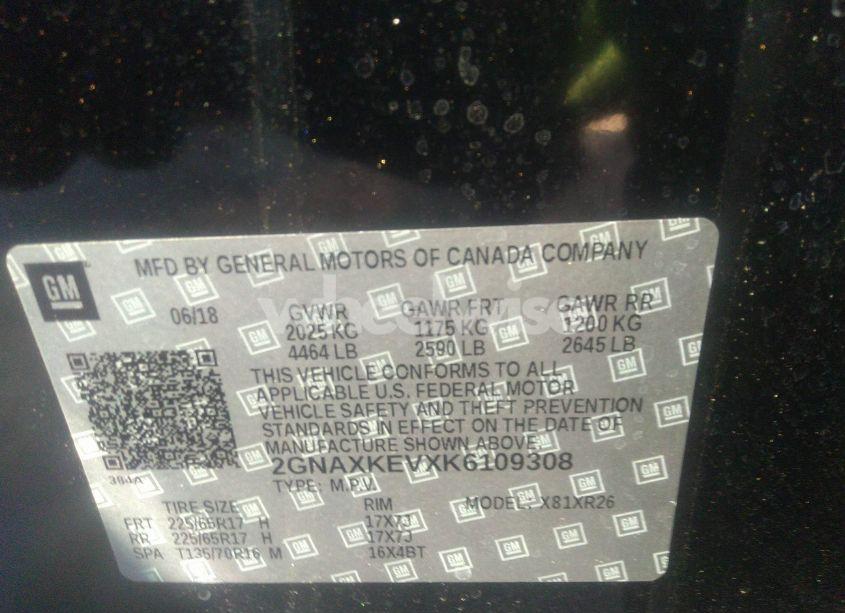 GM
MFD BY GENERAL MOTORS OF CANADA COMPANY
06/18 GVWR GAWR FRT GAWR RR
2025 KG 1175 KG 1200 KG
4464 LB 2590 LB 2645 LB
THIS VEHICLE CONFORMS TO ALL
APPLICABLE U.S. FEDERAL MOTOR
VEHICLE SAFETY AND THEFT PREVENTION
STANDARDS IN EFFECT ON THE DATE OF
MANUFACTURE SHOWN ABOVE.
2GNAXKEVXK6109308
384A
TYPE: M.P.V.
TIRE SIZE RIM MODEL: X81XR26
FRT 225/65R17 H 17X7J
RR 225/65R17 H 17X7J
SPA T135/70R16 M 16X4BT